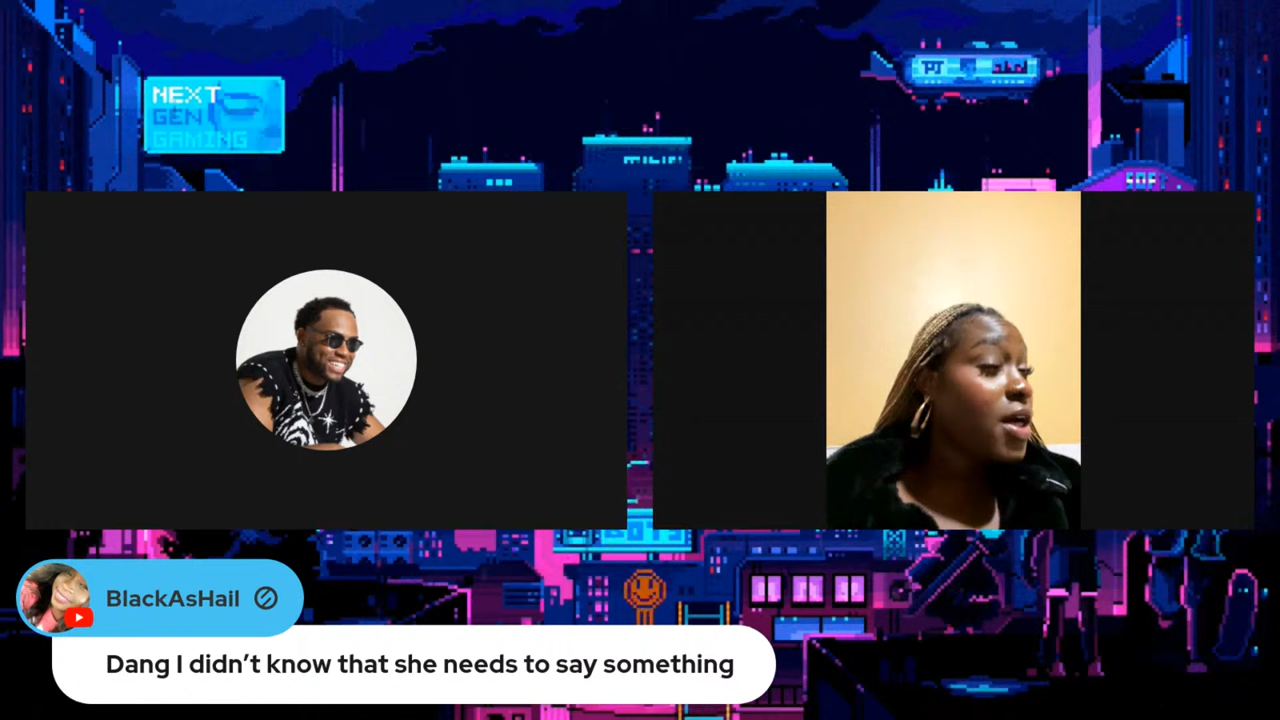 NEXT
GEN
GAMING
BlackAsHail
Dang I didn’t know that she needs to say something